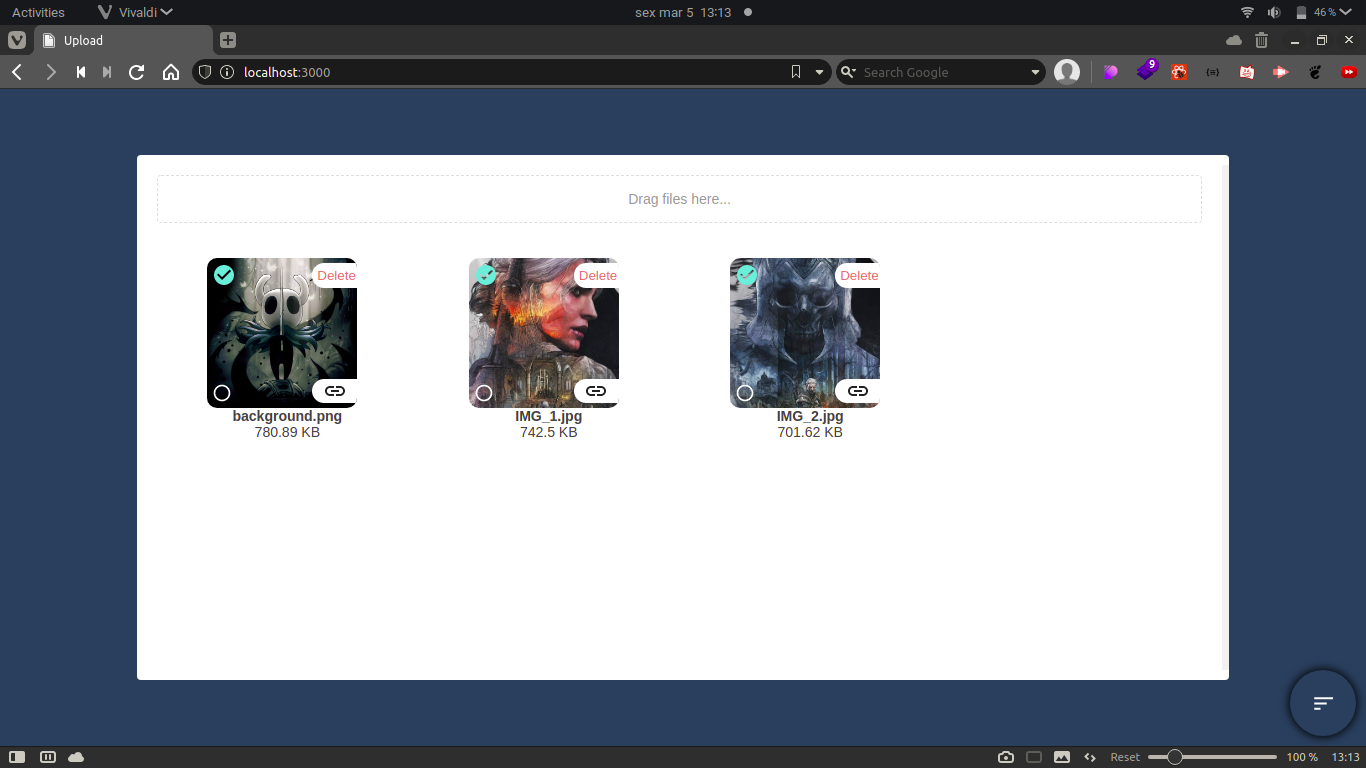 Activities Vivaldi sex mar 5 13:13 46 %
Upload
localhost:3000 Search Google 9
Drag files here...
Delete Delete Delete
background.png IMG_1.jpg IMG_2.jpg
780.89 KB 742.5 KB 701.62 KB
Reset 100 % 13:13